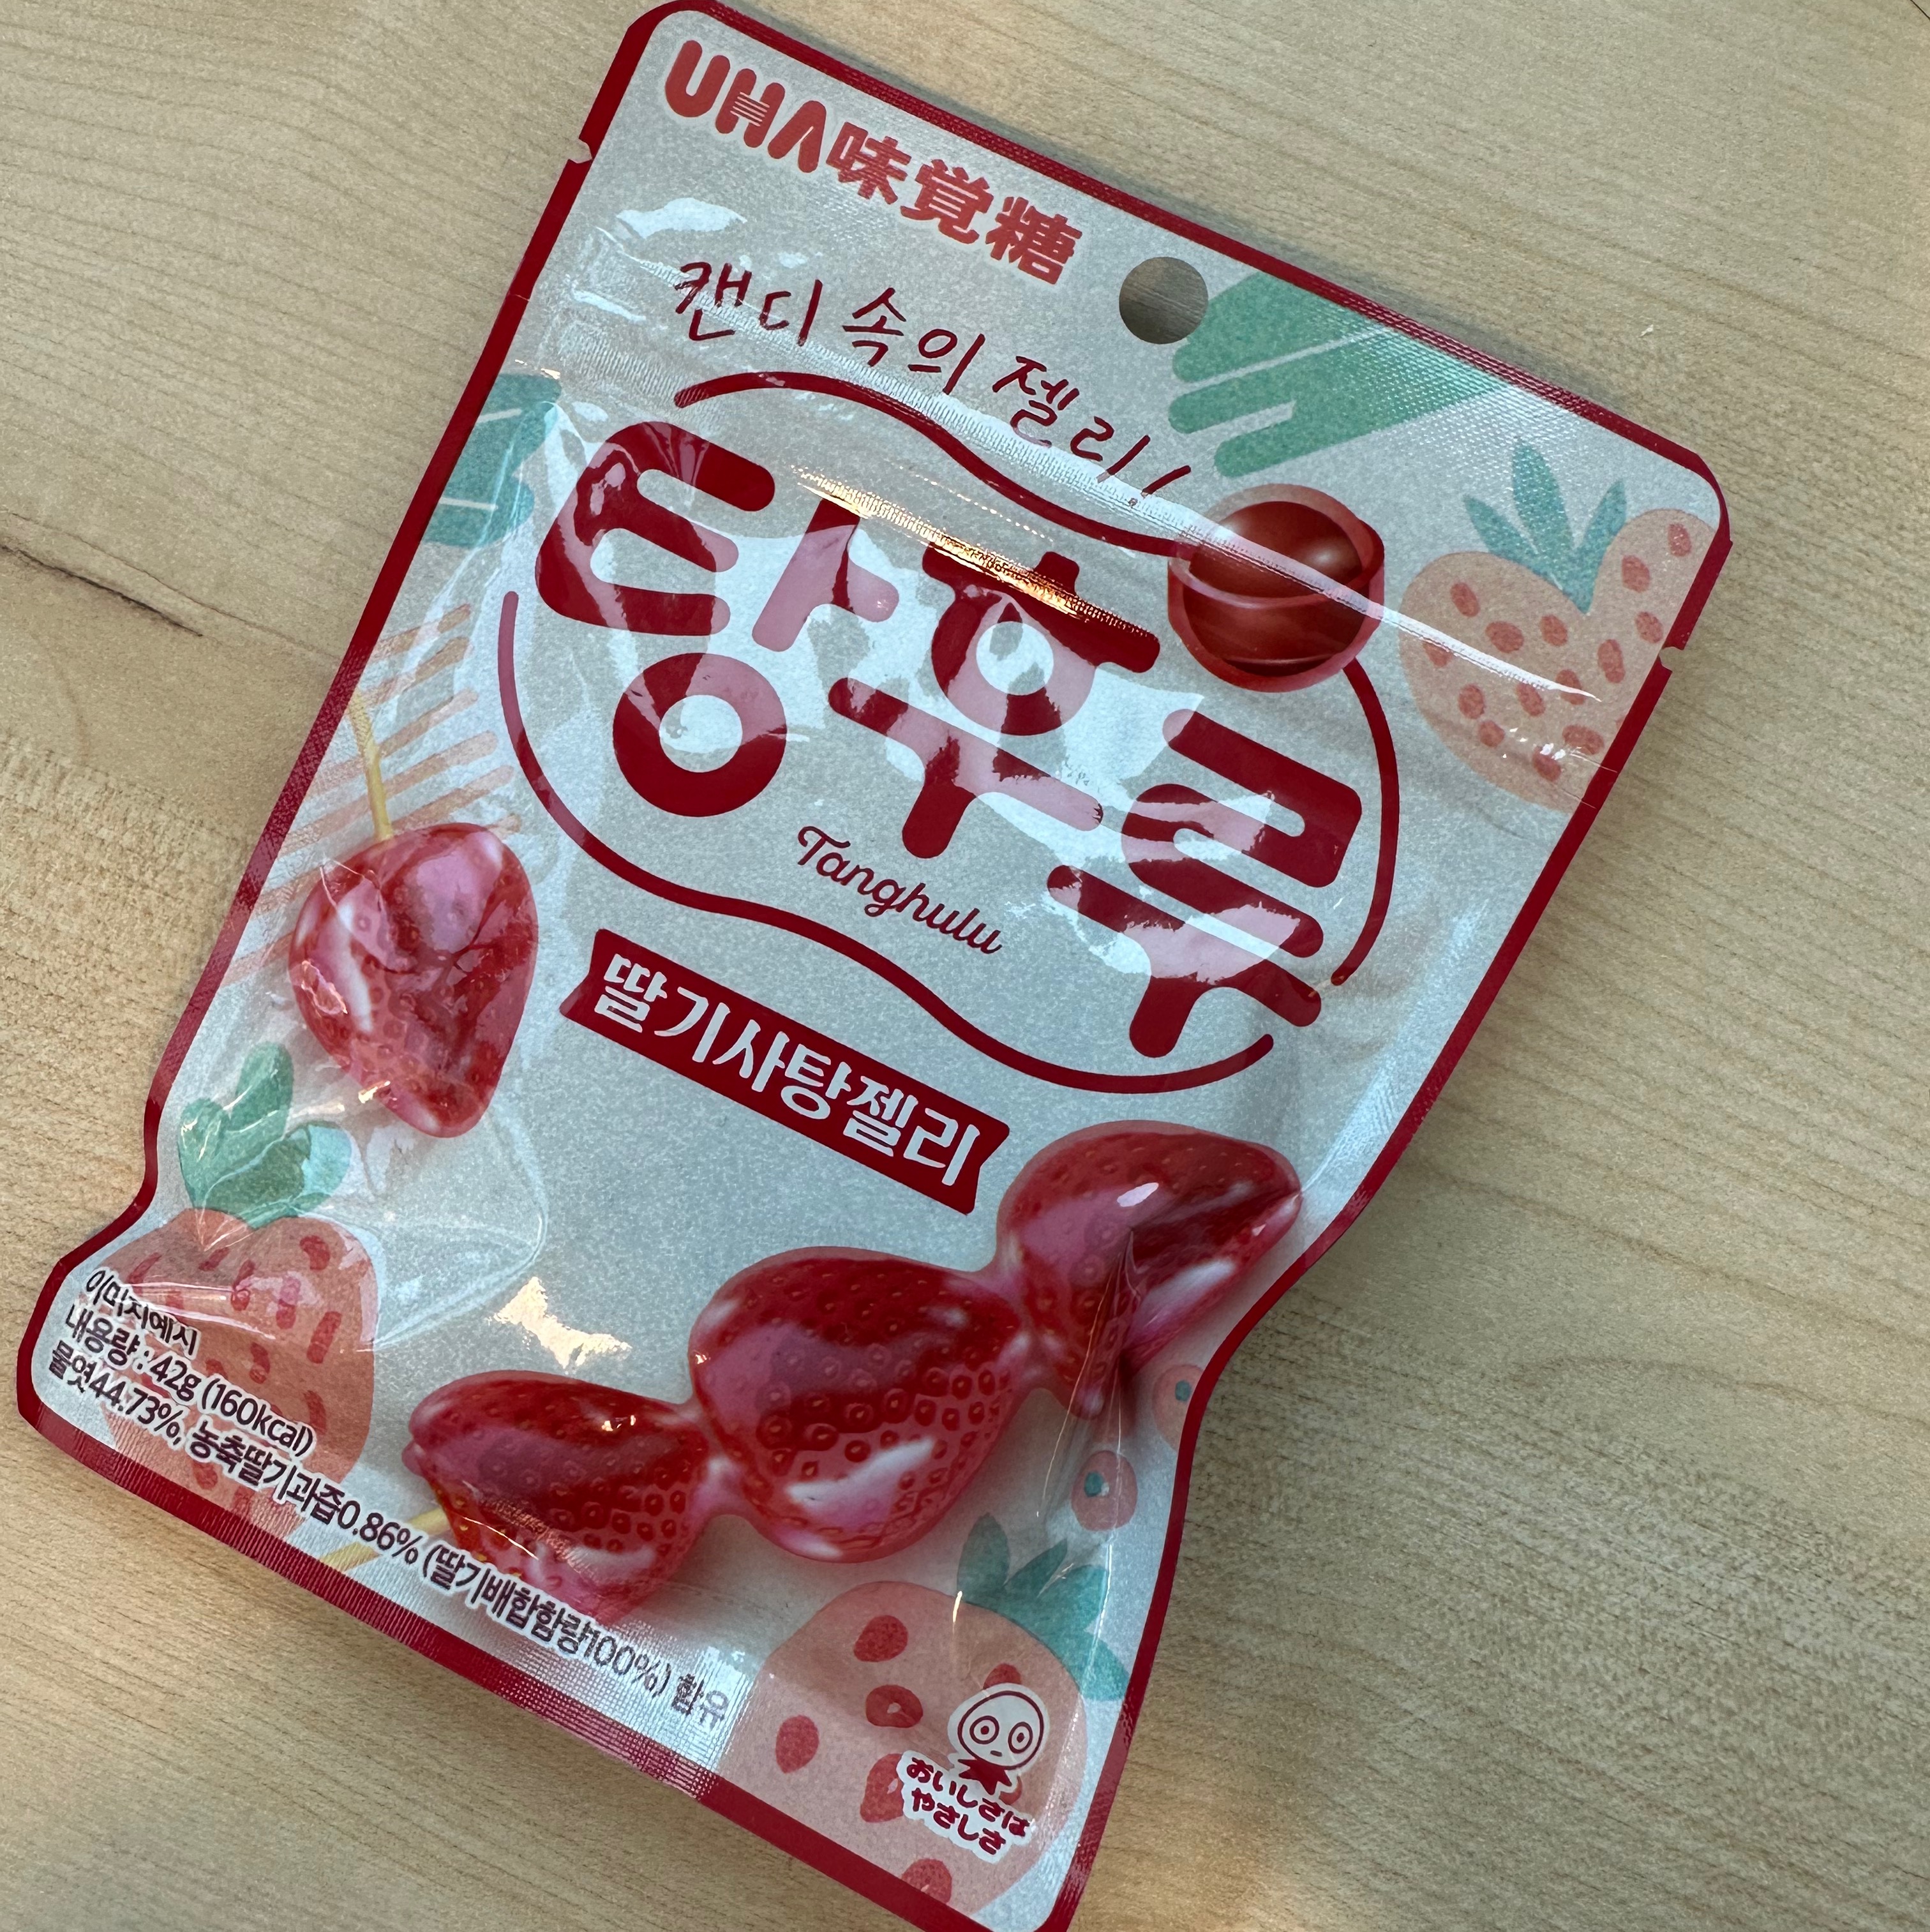 UHA味覚糖
캔디 속의 젤리!
탕후루
Tanghulu
딸기사탕젤리
이미지예시
내용량 : 42g (160kcal)
물엿44.73%, 농축딸기과즙0.86% (딸기배합함량100%) 함유
おいしさは
やさしさ